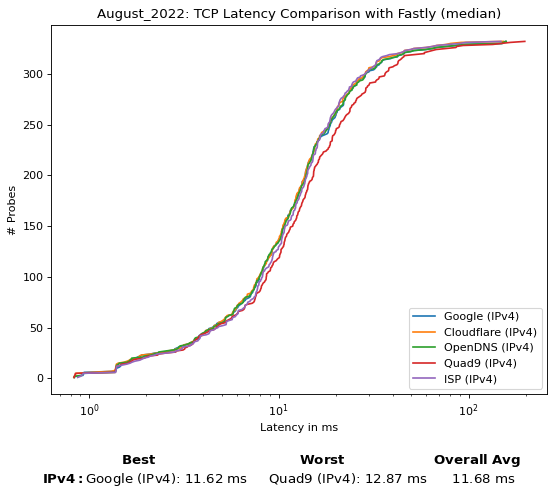 August_2022: TCP Latency Comparison with Fastly (median)
# Probes
300
250
200
150
100
50
0
10⁰
10¹
10²
Latency in ms
Google (IPv4)
Cloudflare (IPv4)
OpenDNS (IPv4)
Quad9 (IPv4)
ISP (IPv4)
Best Worst Overall Avg
IPv4: Google (IPv4): 11.62 ms Quad9 (IPv4): 12.87 ms 11.68 ms